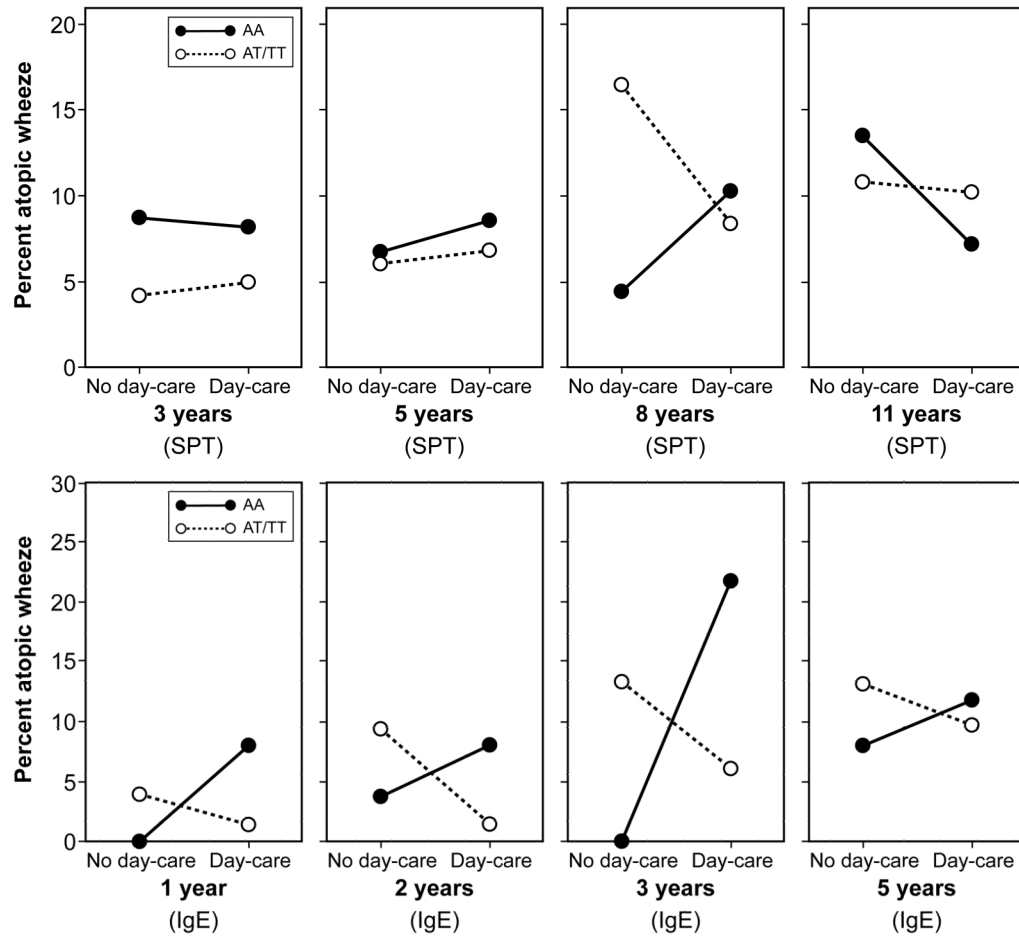 Percent atopic wheeze
20
15
10
5
0
AA
AT/TT
No day-care Day-care
3 years
(SPT)
No day-care Day-care
5 years
(SPT)
No day-care Day-care
8 years
(SPT)
No day-care Day-care
11 years
(SPT)
Percent atopic wheeze
30
25
20
15
10
5
0
AA
AT/TT
No day-care Day-care
1 year
(IgE)
No day-care Day-care
2 years
(IgE)
No day-care Day-care
3 years
(IgE)
No day-care Day-care
5 years
(IgE)